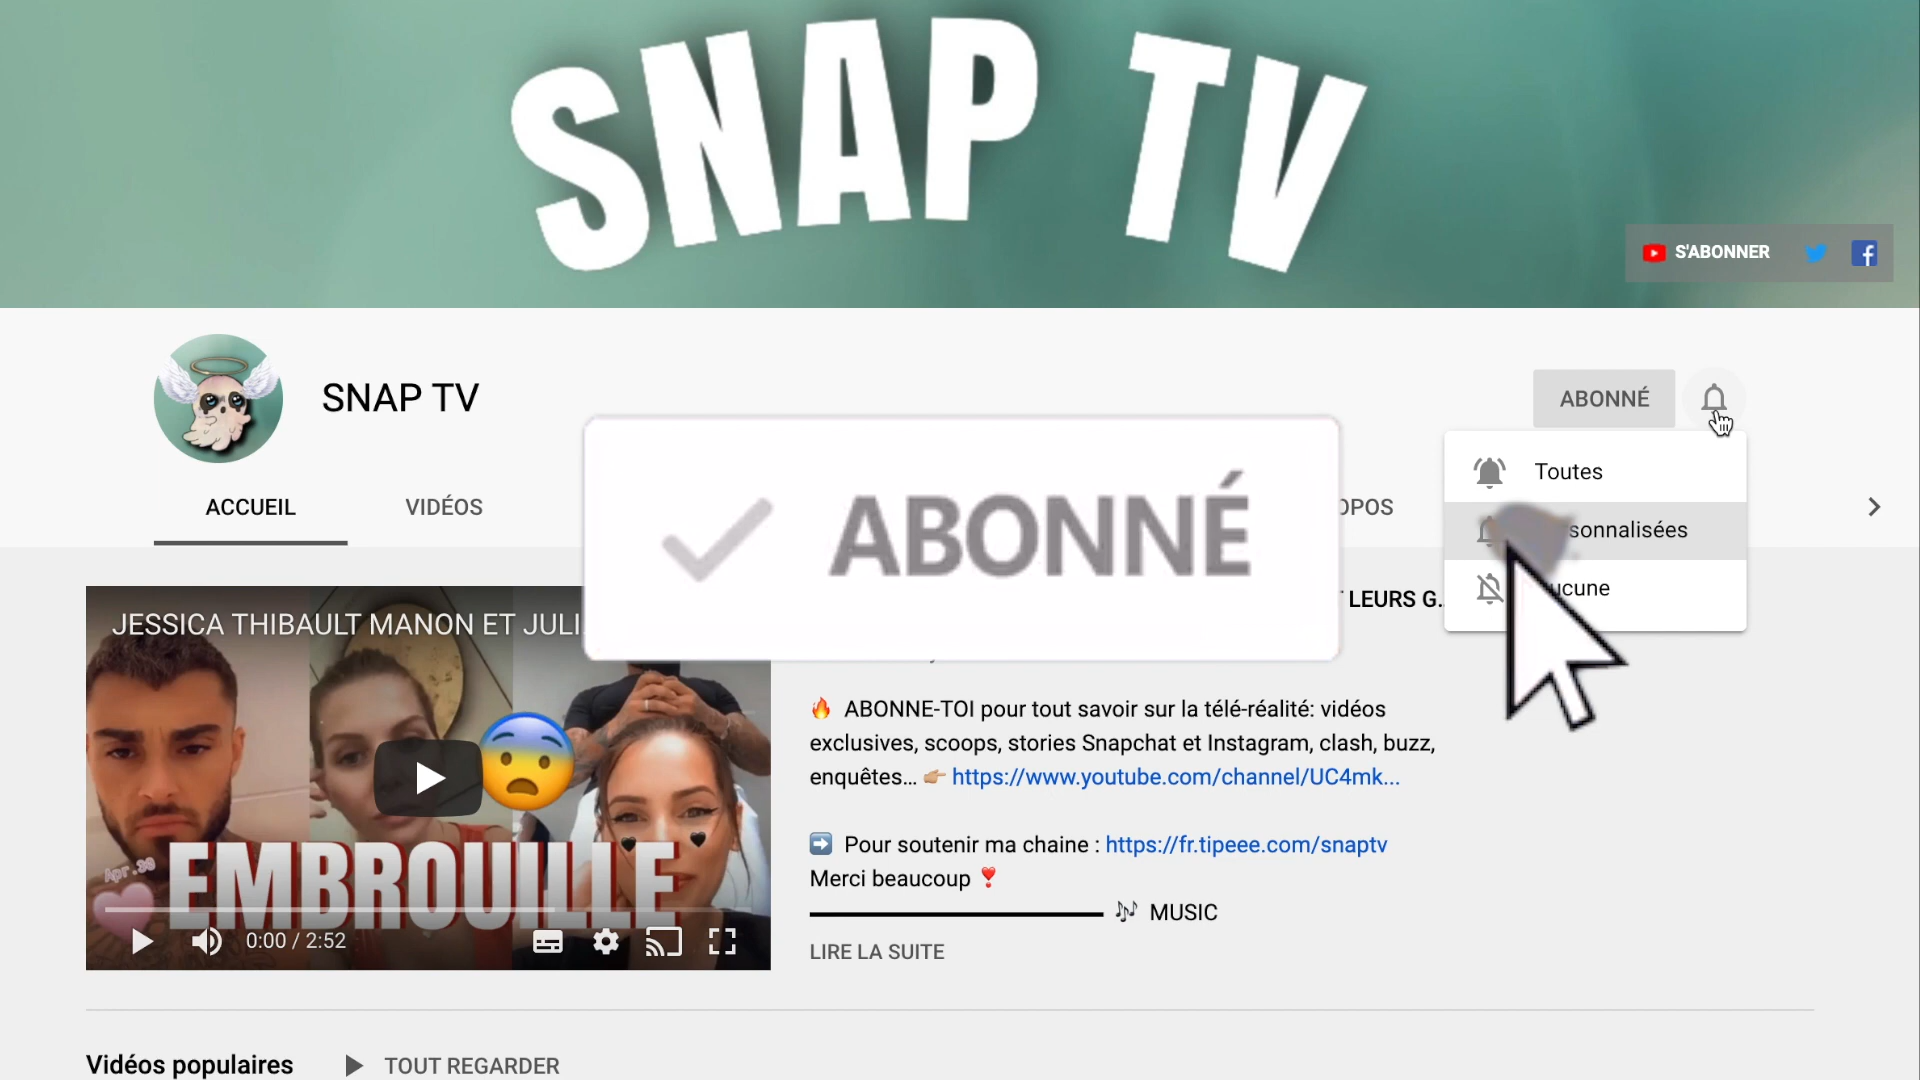 SNAP TV
S'ABONNER
SNAP TV
ABONNÉ
ACCUEIL
VIDÉOS
ABONNÉ
Toutes
LEURS G...
JESSICA THIBAULT MANON ET JULI
EMBROUILLE
Apr.30
0:00 / 2:52
🔥 ABONNE-TOI pour tout savoir sur la télé-réalité: vidéos
exclusives, scoops, stories Snapchat et Instagram, clash, buzz,
enquêtes... 👉🏼 https://www.youtube.com/channel/UC4mk...
➡️ Pour soutenir ma chaine : https://fr.tipeee.com/snaptv
Merci beaucoup ❣️
🎶 MUSIC
LIRE LA SUITE
Vidéos populaires
TOUT REGARDER